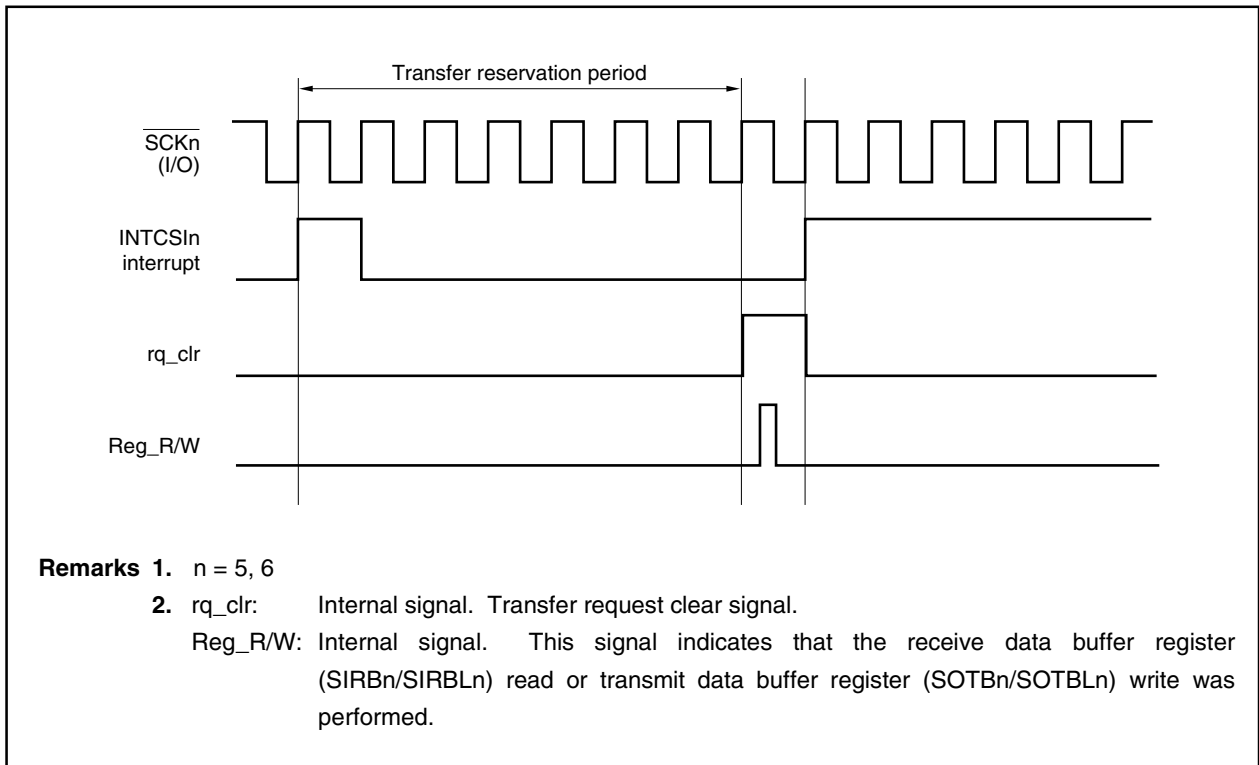 Transfer reservation period
SCKn
(I/O)
INTCSIn
interrupt
rq_clr
Reg_R/W
Remarks 1. n = 5, 6
2. rq_clr: Internal signal. Transfer request clear signal.
Reg_R/W: Internal signal. This signal indicates that the receive data buffer register
(SIRBn/SIRBLn) read or transmit data buffer register (SOTBn/SOTBLn) write was
performed.